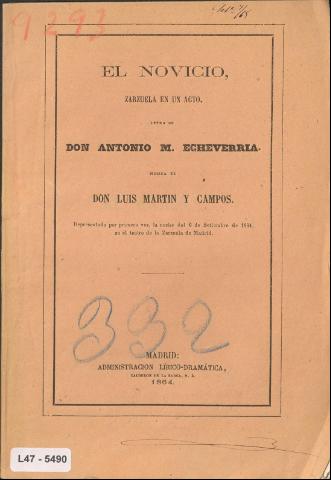 9293
EL NOVICIO,
ZARZUELA EN UN ACTO,
LETRA DE
DON ANTONIO M. ECHEVERRIA.
MUSICA DE
DON LUIS MARTIN Y CAMPOS.
Representada por primera vez, la noche del 6 de Setiembre de 1864,
en el teatro de la Zarzuela de Madrid.
332
MADRID:
ADMINISTRACION LÍRICO-DRAMÁTICA,
1864.
L47 - 5490